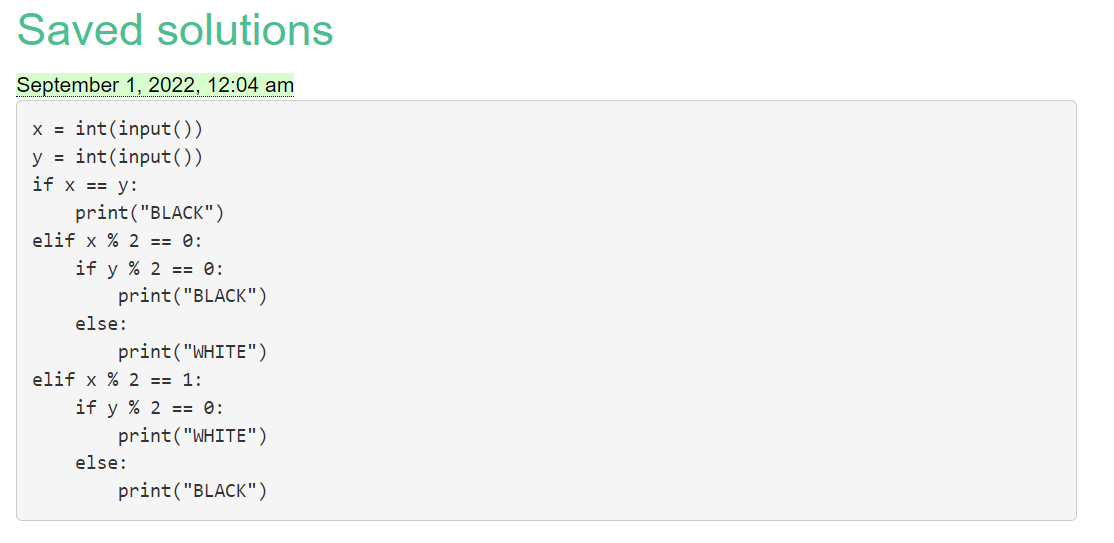 Saved solutions
September 1, 2022, 12:04 am
x = int(input())
y = int(input())
if x == y:
    print("BLACK")
elif x % 2 == 0:
    if y % 2 == 0:
        print("BLACK")
    else:
        print("WHITE")
elif x % 2 == 1:
    if y % 2 == 0:
        print("WHITE")
    else:
        print("BLACK")